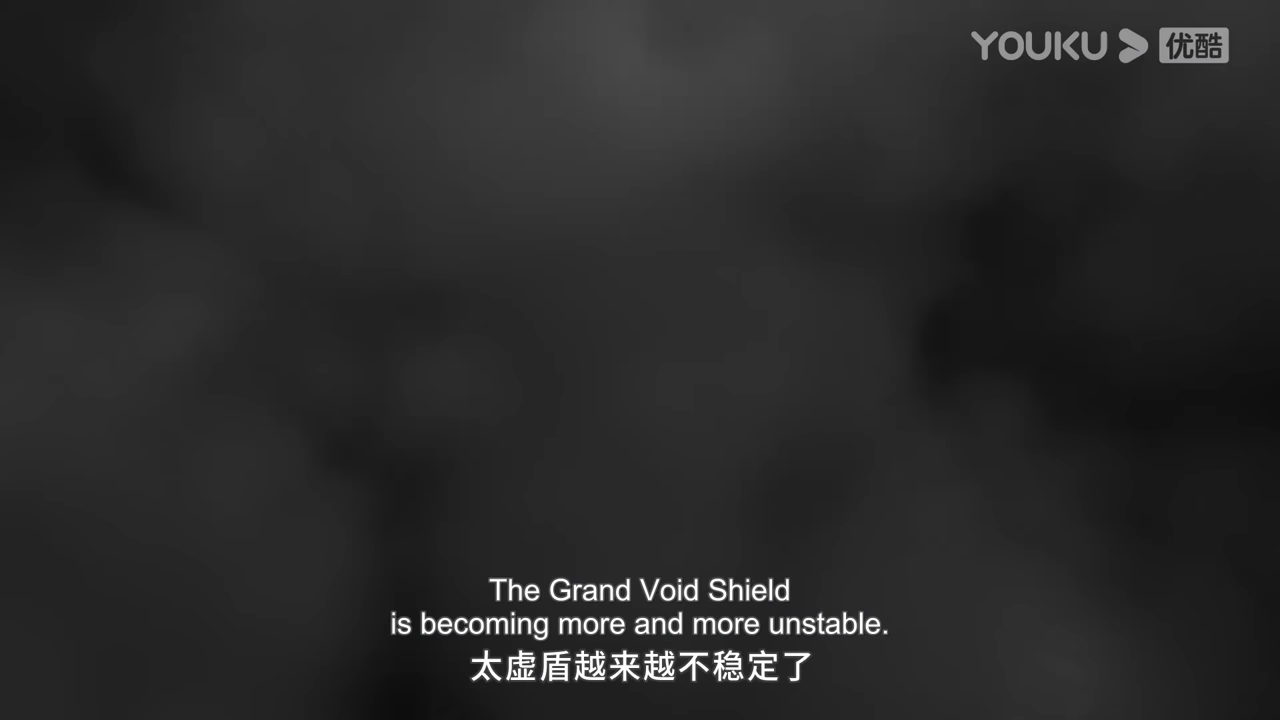 YOUKU 优酷
The Grand Void Shield
is becoming more and more unstable.
太虚盾越来越不稳定了